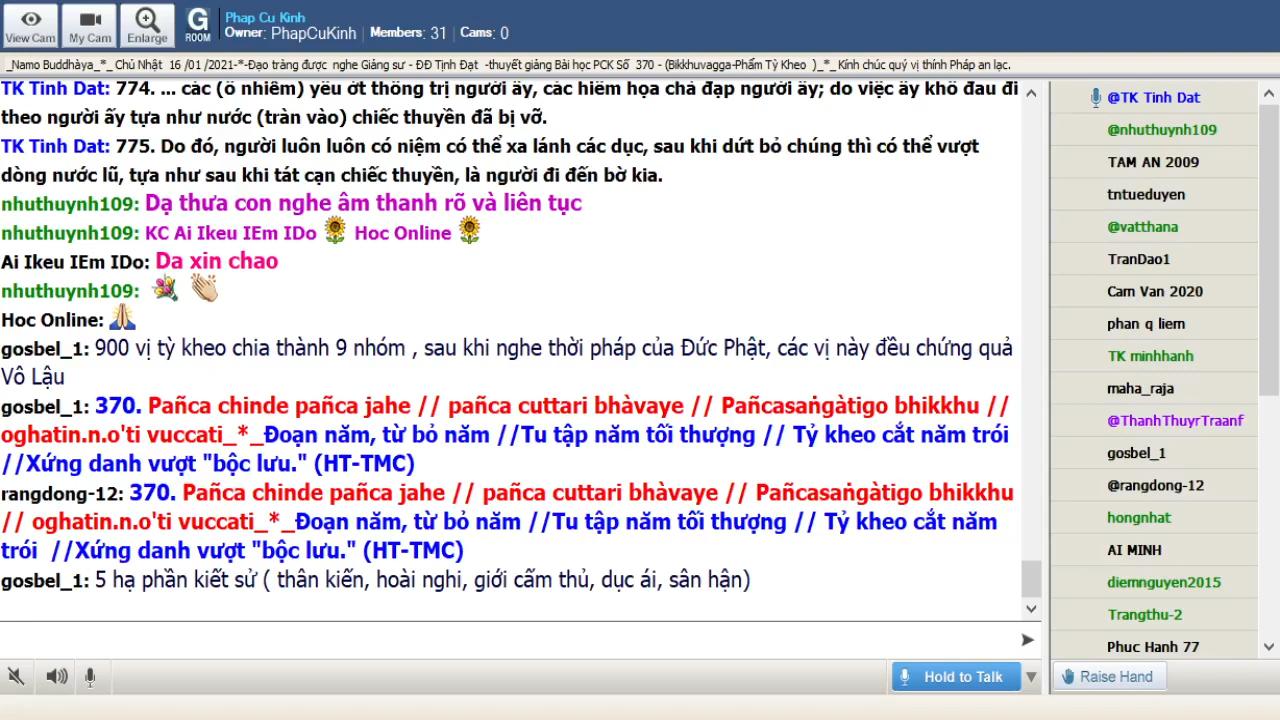 View Cam
My Cam
Enlarge
G
ROOM
Phap Cu Kinh
Owner: PhapCuKinh | Members: 31 | Cams: 0
_Namo Buddhàya_*_ Chủ Nhật 16 /01 /2021-*-Đạo tràng được nghe Giảng sư - ĐĐ Tịnh Đạt -thuyết giảng Bài học PCK Số 370 - (Bikkhuvagga-Phẩm Tỳ Kheo )_*_ Kính chúc quý vị thính Pháp an lạc.
TK Tinh Dat: 774. ... các (ô nhiễm) yếu ớt thống trị người ấy, các hiểm họa chà đạp người ấy; do việc ấy khổ đau đi
theo người ấy tựa như nước (tràn vào) chiếc thuyền đã bị vỡ.
TK Tinh Dat: 775. Do đó, người luôn luôn có niệm có thể xa lánh các dục, sau khi dứt bỏ chúng thì có thể vượt
dòng nước lũ, tựa như sau khi tát cạn chiếc thuyền, là người đi đến bờ kia.
nhuthuynh109: Dạ thưa con nghe âm thanh rõ và liên tục
nhuthuynh109: KC Ai Ikeu IEm IDo Hoc Online
Ai Ikeu IEm IDo: Da xin chao
nhuthuynh109:
Hoc Online:
gosbel_1: 900 vị tỳ kheo chia thành 9 nhóm , sau khi nghe thời pháp của Đức Phật, các vị này đều chứng quả
Vô Lậu
gosbel_1: 370. Pañca chinde pañca jahe // pañca cuttari bhàvaye // Pañcasaṅgàtigo bhikkhu //
oghatin.n.o'ti vuccati_*_Đoạn năm, từ bỏ năm //Tu tập năm tối thượng // Tỷ kheo cắt năm trói
//Xứng danh vượt "bộc lưu." (HT-TMC)
rangdong-12: 370. Pañca chinde pañca jahe // pañca cuttari bhàvaye // Pañcasaṅgàtigo bhikkhu
// oghatin.n.o'ti vuccati_*_Đoạn năm, từ bỏ năm //Tu tập năm tối thượng // Tỷ kheo cắt năm
trói //Xứng danh vượt "bộc lưu." (HT-TMC)
gosbel_1: 5 hạ phần kiết sử ( thân kiến, hoài nghi, giới cấm thủ, dục ái, sân hận)
@TK Tinh Dat
@nhuthuynh109
TAM AN 2009
tntueduyen
@vatthana
TranDao1
Cam Van 2020
phan q liem
TK minhhanh
maha_raja
@ThanhThuyrTraanf
gosbel_1
@rangdong-12
hongnhat
AI MINH
diemnguyen2015
Trangthu-2
Phuc Hanh 77
Hold to Talk
Raise Hand